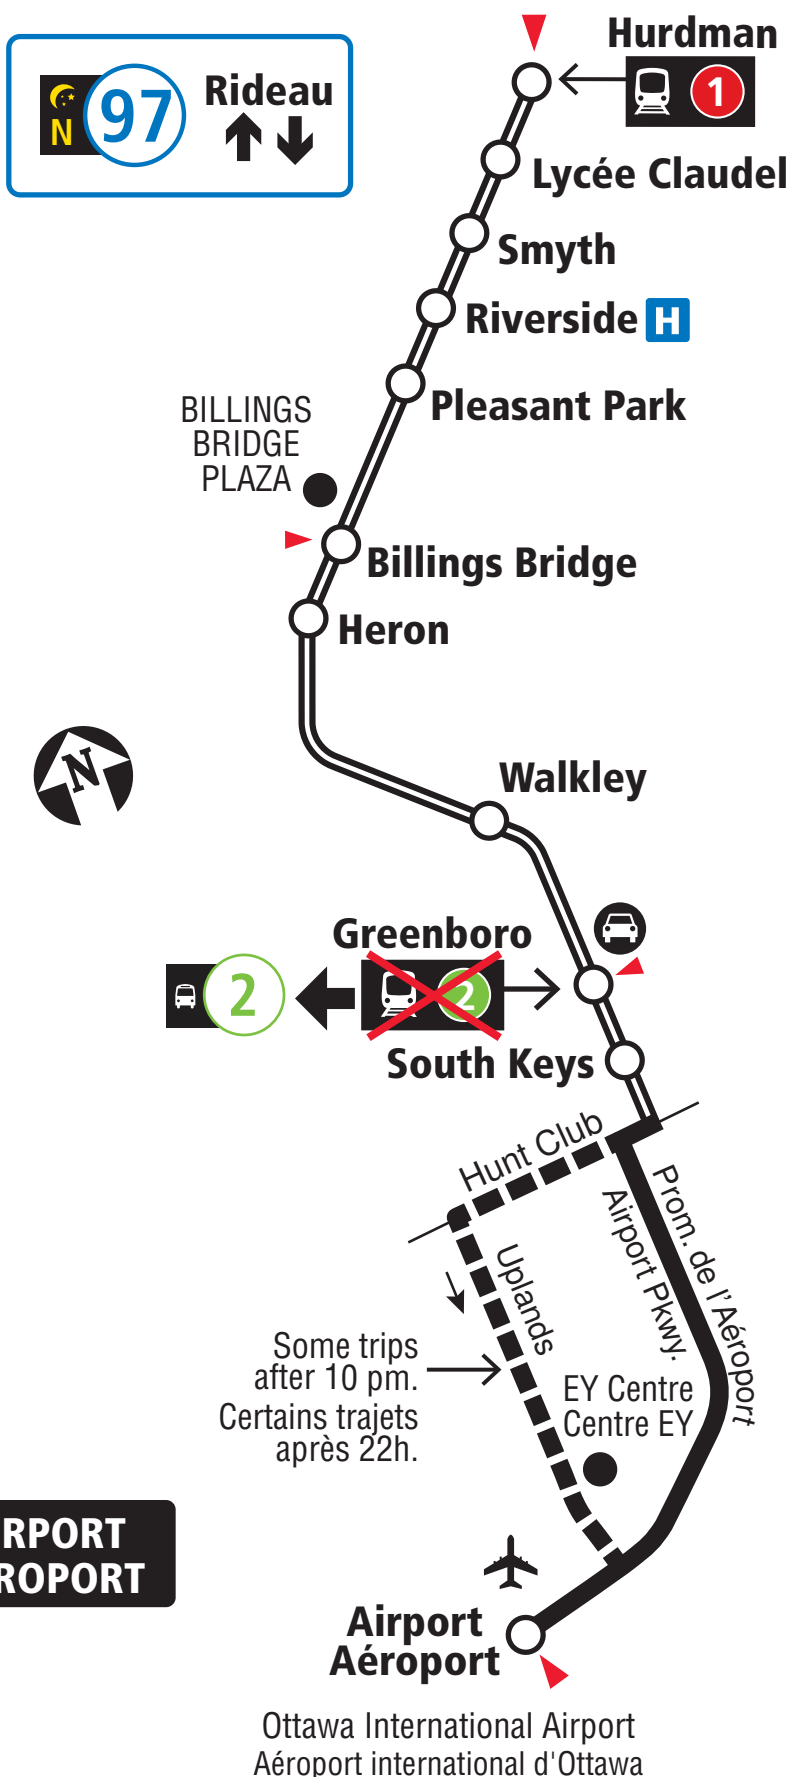 Hurdman
1
N
97
Rideau
Lycée Claudel
Smyth
Riverside H
Pleasant Park
BILLINGS
BRIDGE
PLAZA
Billings Bridge
Heron
N
Walkley
Greenboro
2
2
South Keys
Hunt Club
Prom. de l'Aéroport
Airport Pkwy.
Uplands
Some trips
after 10 pm.
Certains trajets
après 22h.
EY Centre
Centre EY
RPORT
ROPORT
Airport
Aéroport
Ottawa International Airport
Aéroport international d'Ottawa